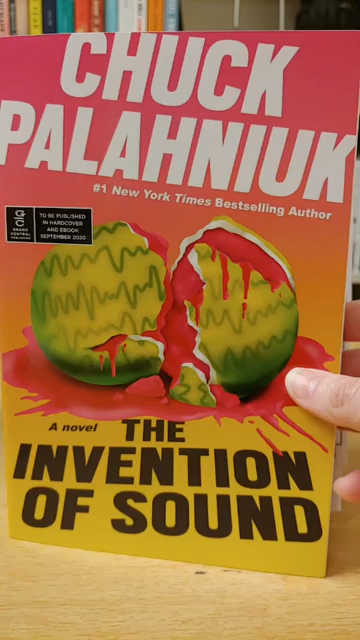 CHUCK
PALAHNIUK
#1 New York Times Bestselling Author
GRAND
CENTRAL
PUBLISHING
TO BE PUBLISHED
IN HARDCOVER
AND EBOOK
SEPTEMBER 2020
A novel
THE
INVENTION
OF SOUND